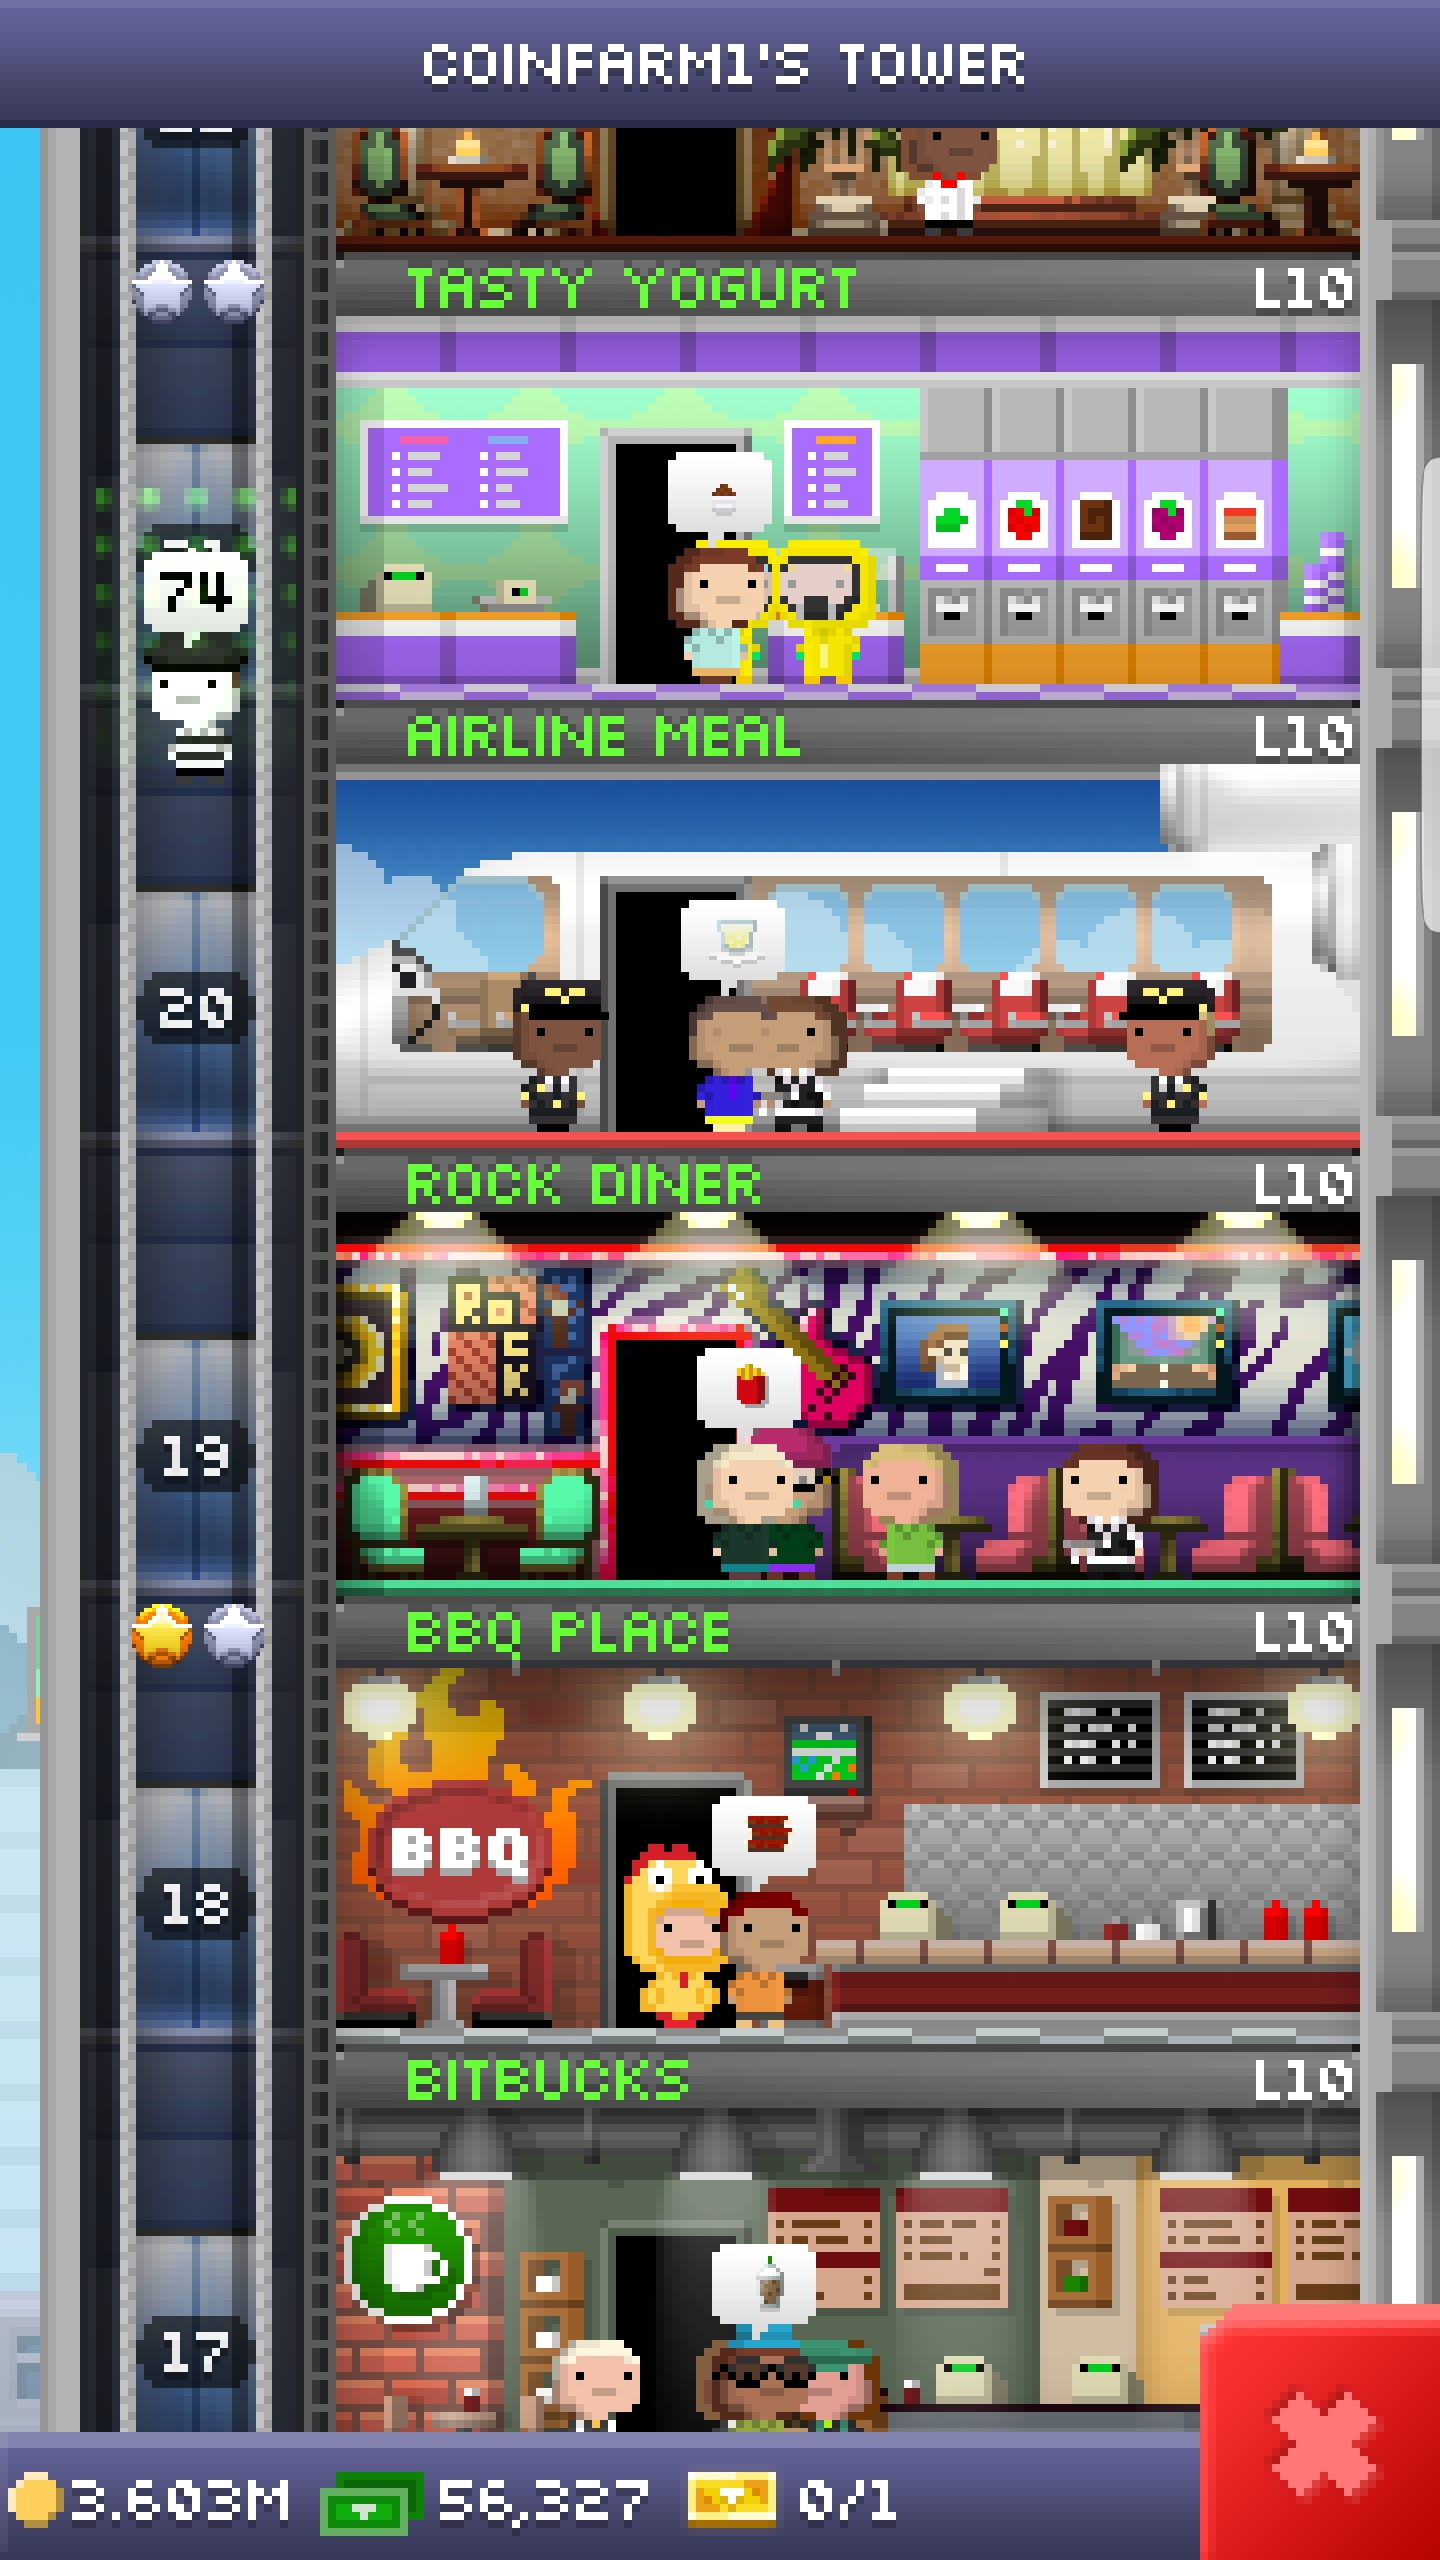 COINFARM1'S TOWER
TASTY YOGURT L10
74
AIRLINE MEAL L10
20
ROCK DINER L10
ROCK
19
BBQ PLACE L10
BBQ
18
BITBUCKS L10
17
3.603M 56,327 0/1